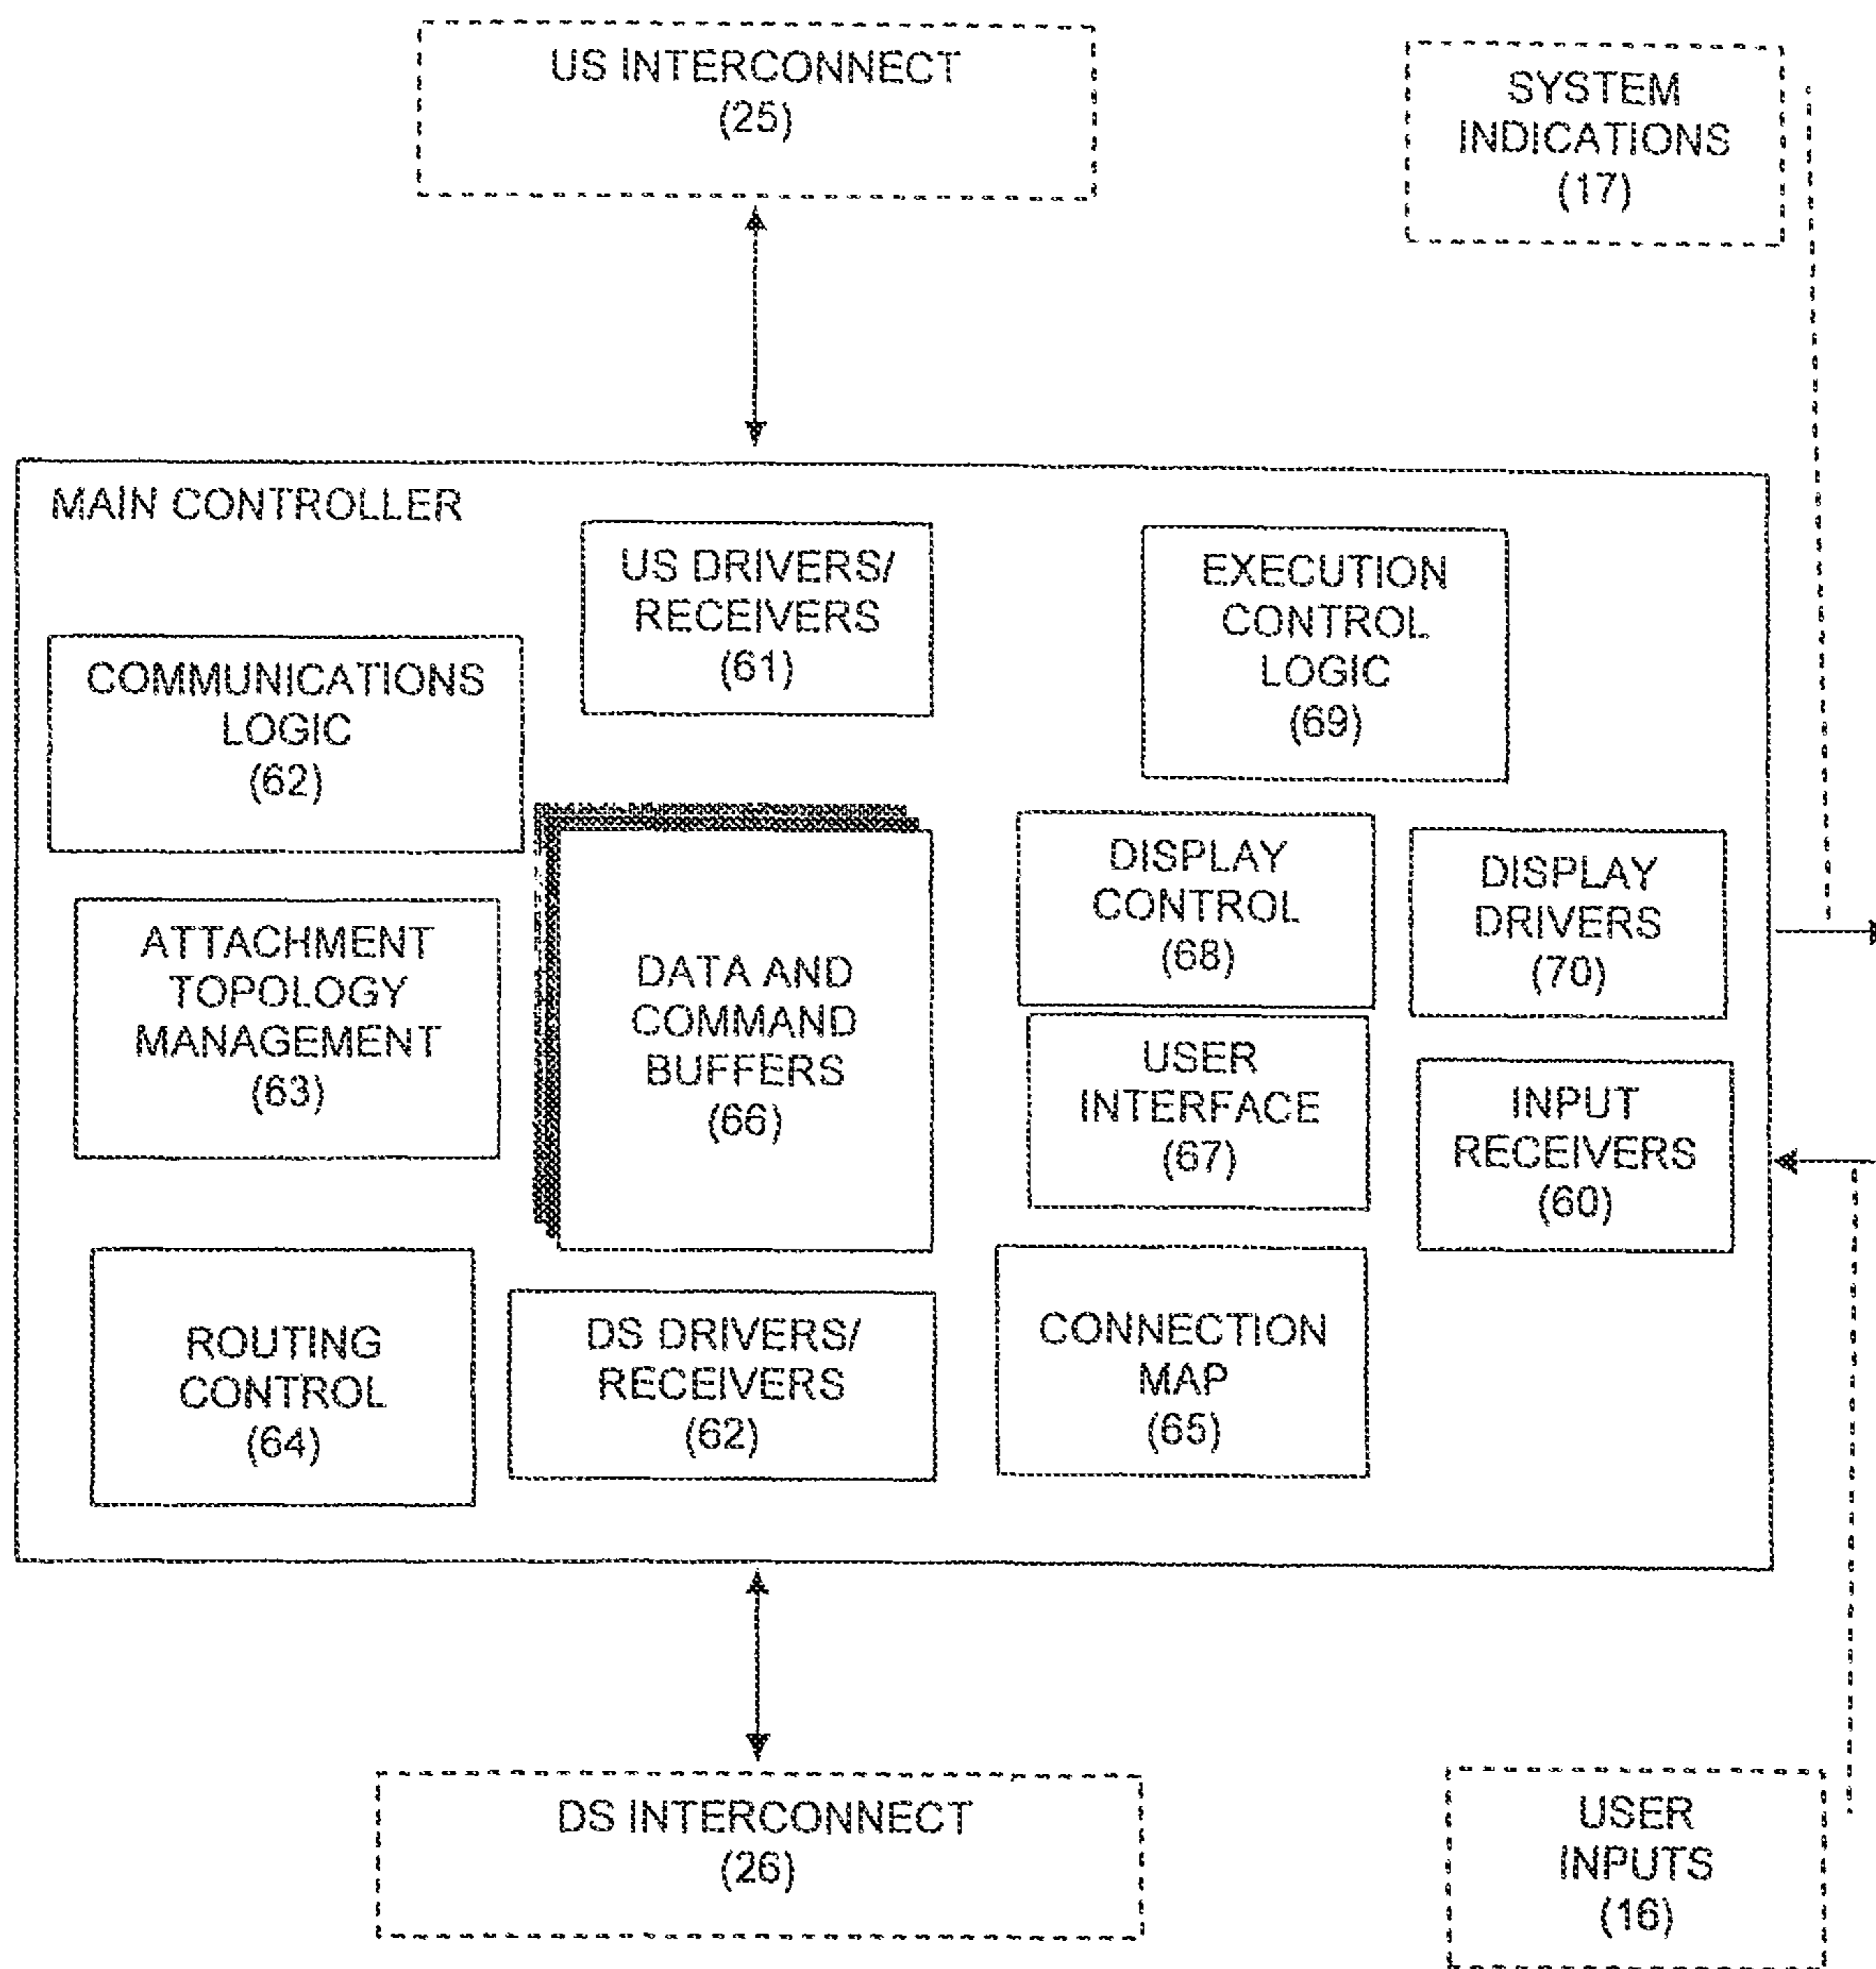 US INTERCONNECT
(25)
SYSTEM
INDICATIONS
(17)
MAIN CONTROLLER
US DRIVERS/
RECEIVERS
(61)
EXECUTION
CONTROL
LOGIC
(69)
COMMUNICATIONS
LOGIC
(62)
DISPLAY
CONTROL
(68)
DISPLAY
DRIVERS
(70)
ATTACHMENT
TOPOLOGY
MANAGEMENT
(63)
DATA AND
COMMAND
BUFFERS
(66)
USER
INTERFACE
(67)
INPUT
RECEIVERS
(60)
ROUTING
CONTROL
(64)
DS DRIVERS/
RECEIVERS
(62)
CONNECTION
MAP
(65)
DS INTERCONNECT
(26)
USER
INPUTS
(16)